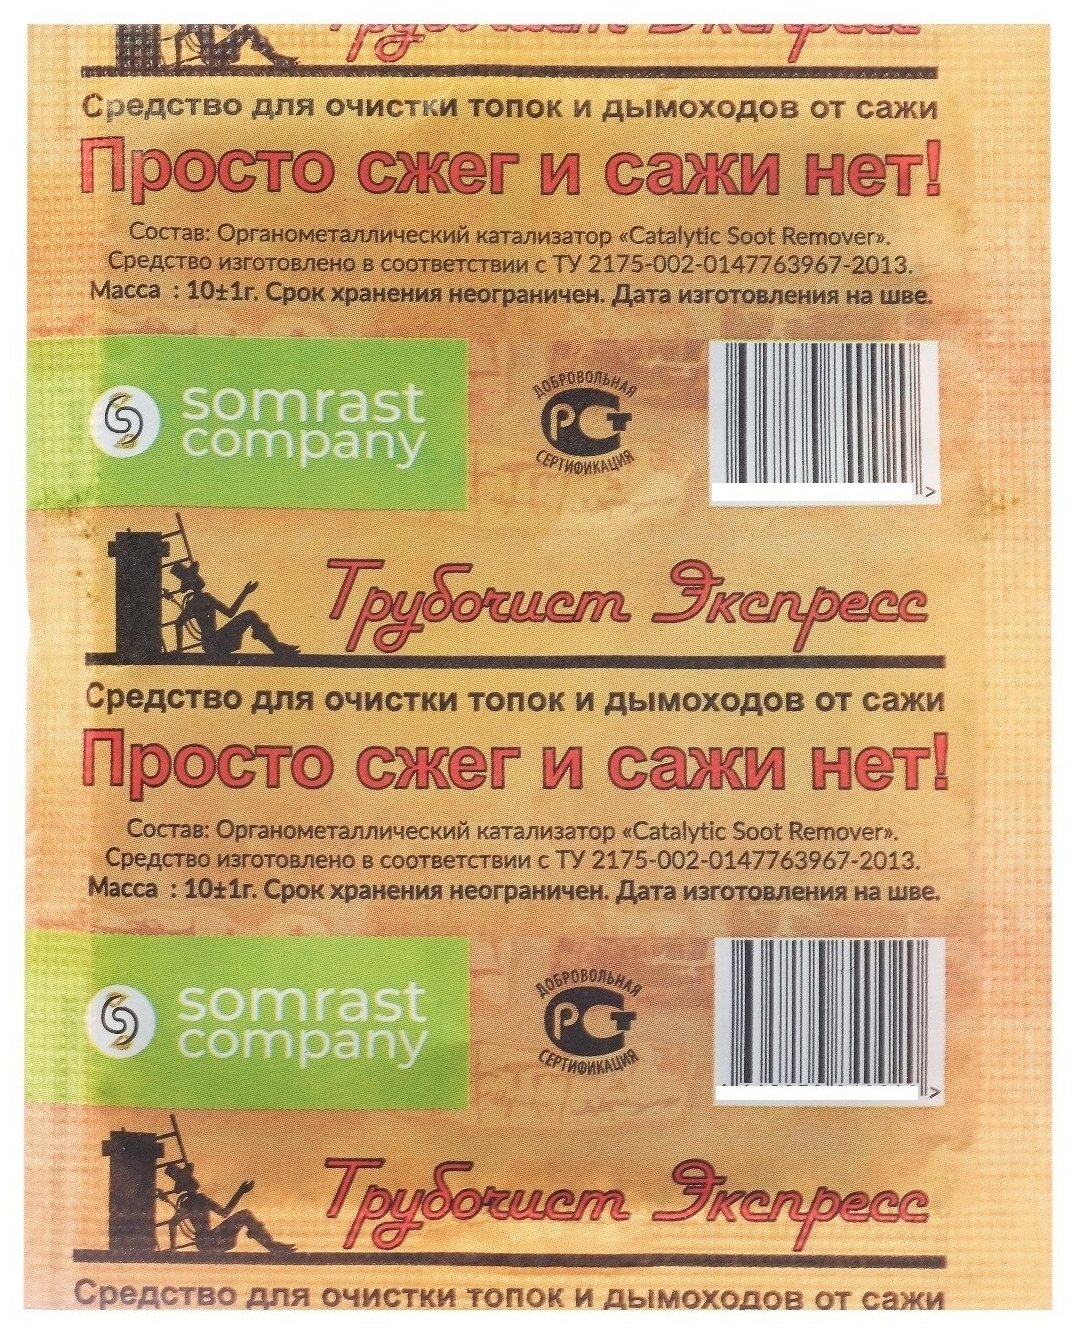 Трубочист Экспресс
Средство для очистки топок и дымоходов от сажи
Просто сжег и сажи нет!
Состав: Органометаллический катализатор «Catalytic Soot Remover».
Средство изготовлено в соответствии с ТУ 2175-002-0147763967-2013.
Масса : 10±1г. Срок хранения неограничен. Дата изготовления на шве.
somrast
company
ДОБРОВОЛЬНАЯ
РСТ
СЕРТИФИКАЦИЯ
>
Трубочист Экспресс
Средство для очистки топок и дымоходов от сажи
Просто сжег и сажи нет!
Состав: Органометаллический катализатор «Catalytic Soot Remover».
Средство изготовлено в соответствии с ТУ 2175-002-0147763967-2013.
Масса : 10±1г. Срок хранения неограничен. Дата изготовления на шве.
somrast
company
ДОБРОВОЛЬНАЯ
РСТ
СЕРТИФИКАЦИЯ
>
Трубочист Экспресс
Средство для очистки топок и дымоходов от сажи